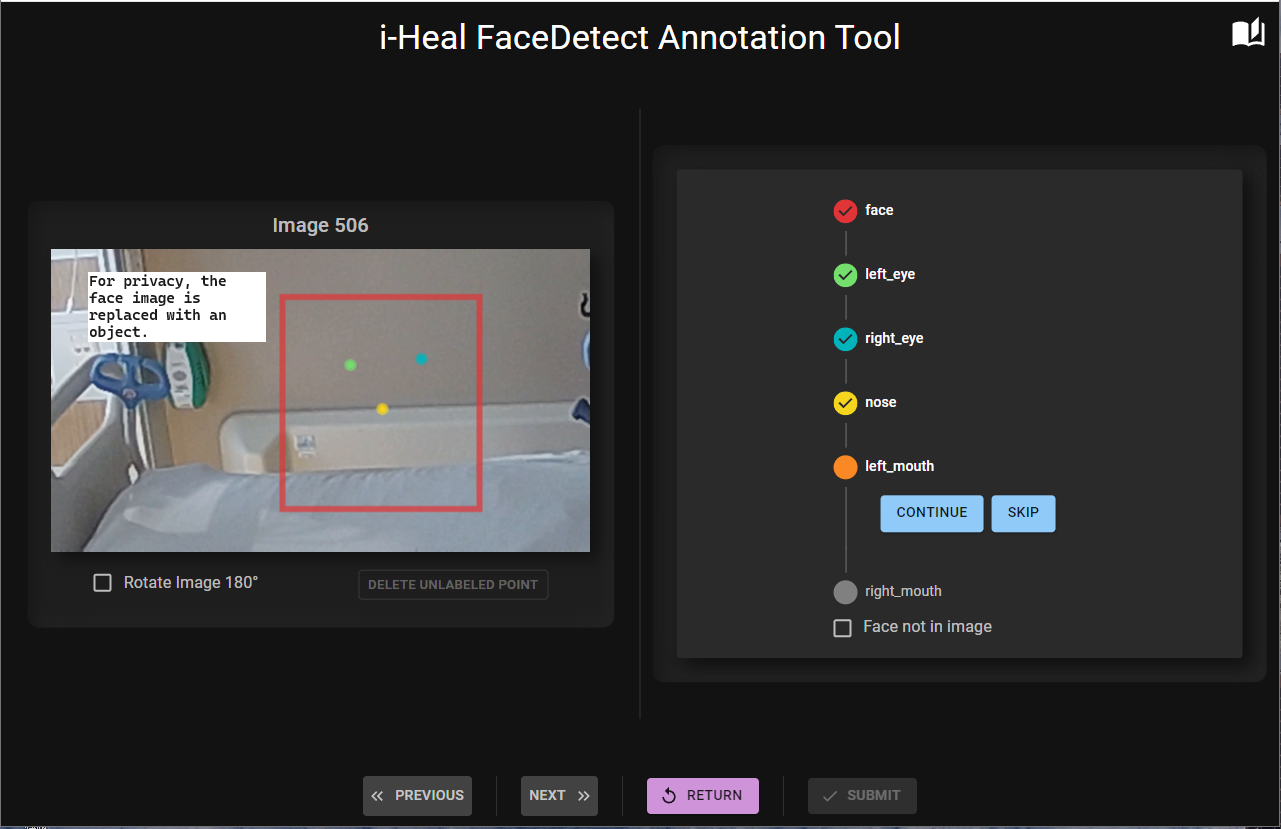 i-Heal FaceDetect Annotation Tool
Image 506
For privacy, the
face image is
replaced with an
object.
Rotate Image 180°
DELETE UNLABELED POINT
face
left_eye
right_eye
nose
left_mouth
CONTINUE
SKIP
right_mouth
Face not in image
PREVIOUS
NEXT
RETURN
SUBMIT